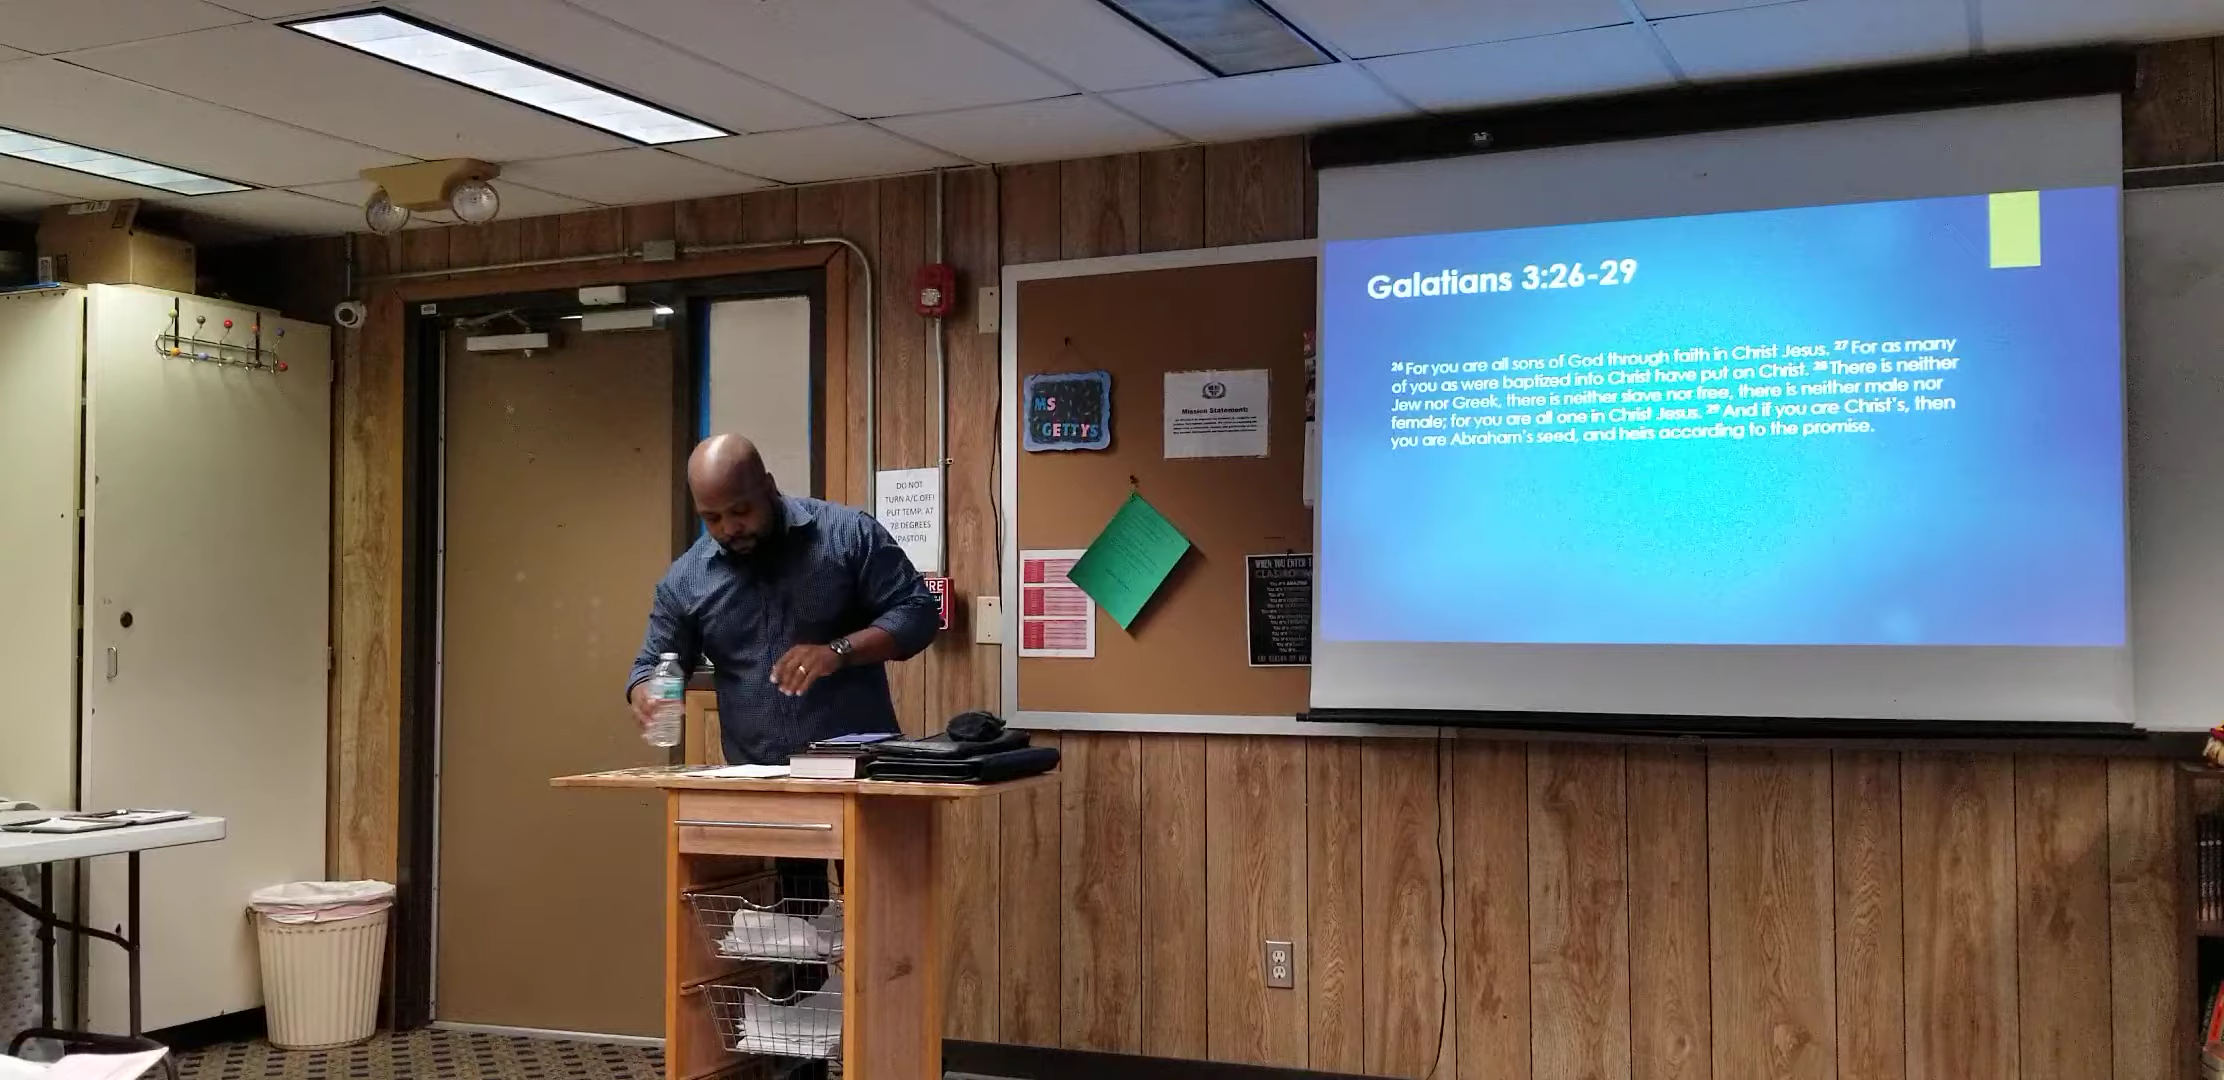 Galatians 3:26-29
26 For you are all sons of God through faith in Christ Jesus. 27 For as many
of you as were baptized into Christ have put on Christ. 28 There is neither
Jew nor Greek, there is neither slave nor free, there is neither male nor
female; for you are all one in Christ Jesus. 29 And if you are Christ's, then
you are Abraham's seed, and heirs according to the promise.
MS
GETTYS
Mission Statement:
DO NOT
TURN A/C OFF!
PUT TEMP. AT
78 DEGREES
(PASTOR)
WHEN YOU ENTER